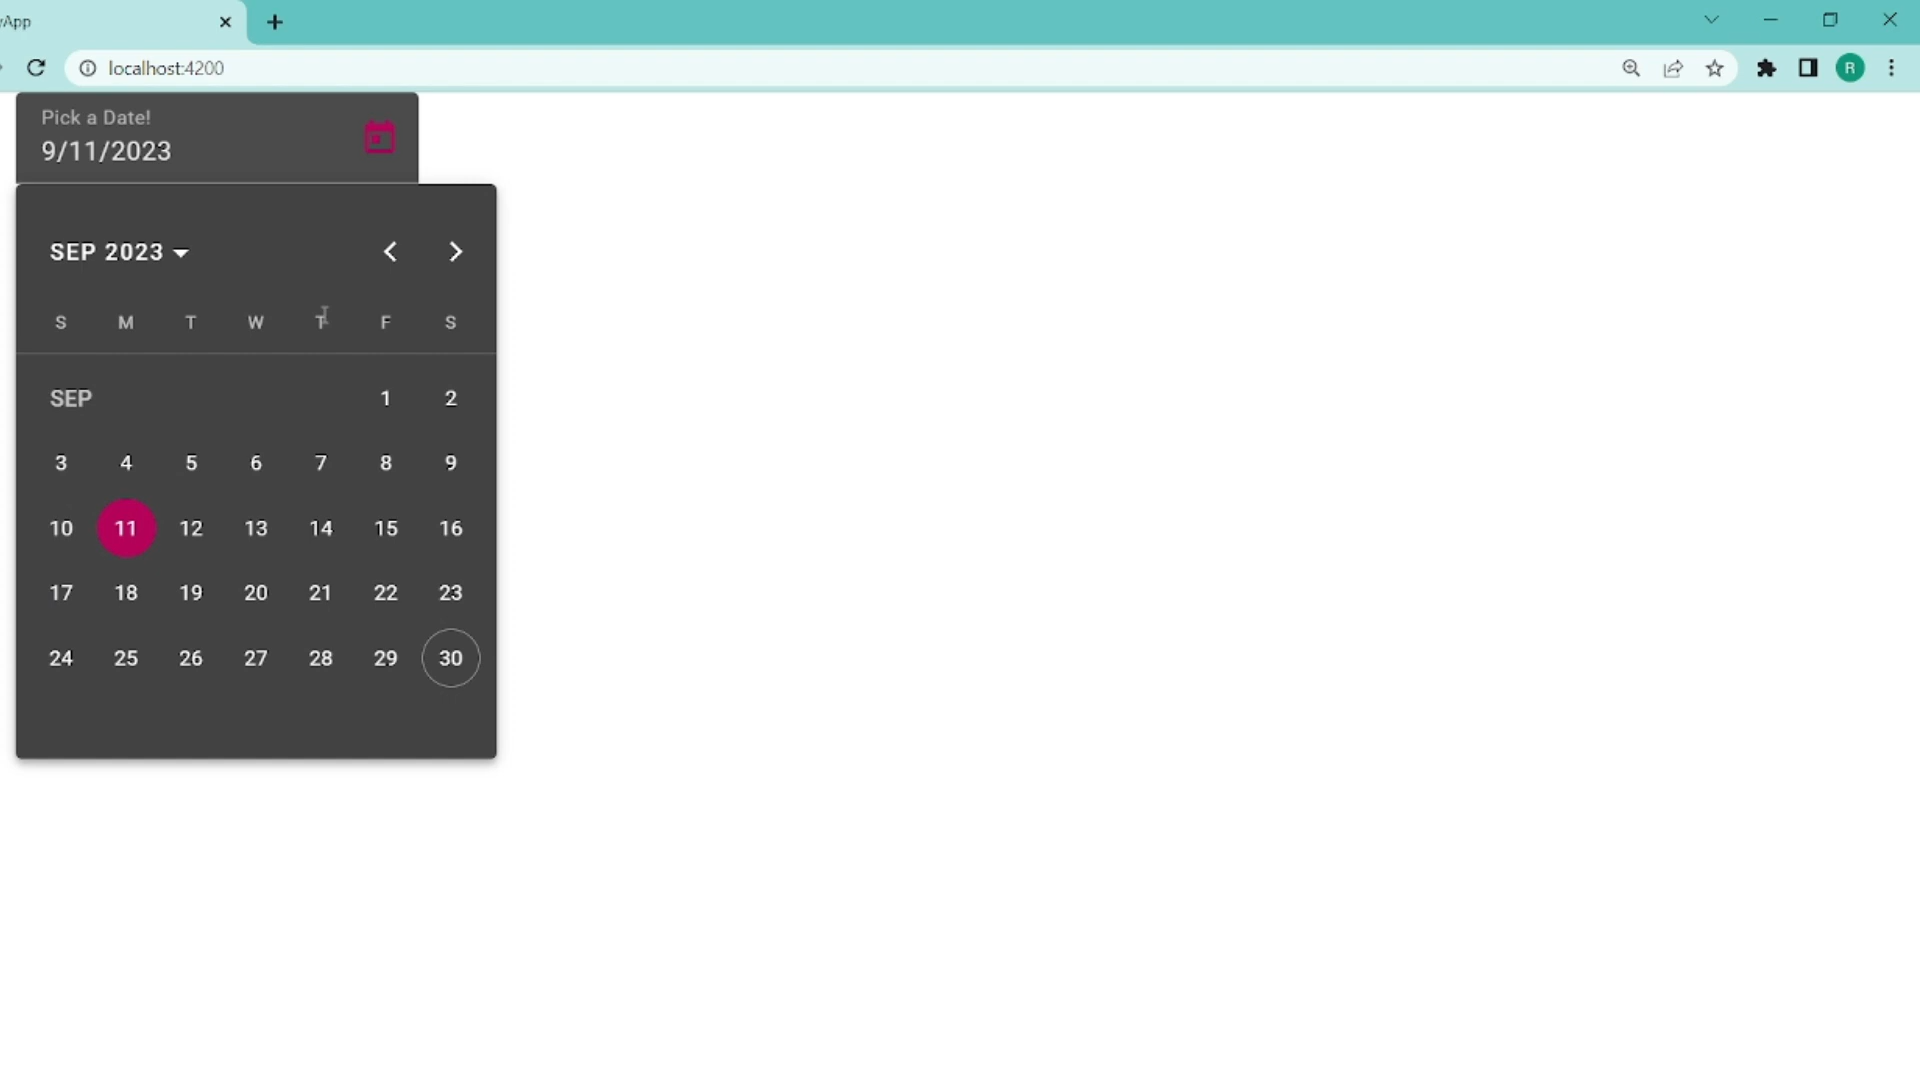 rApp
localhost:4200
R
Pick a Date!
9/11/2023
SEP 2023
S M T W T F S
SEP 1 2
3 4 5 6 7 8 9
10 11 12 13 14 15 16
17 18 19 20 21 22 23
24 25 26 27 28 29 30